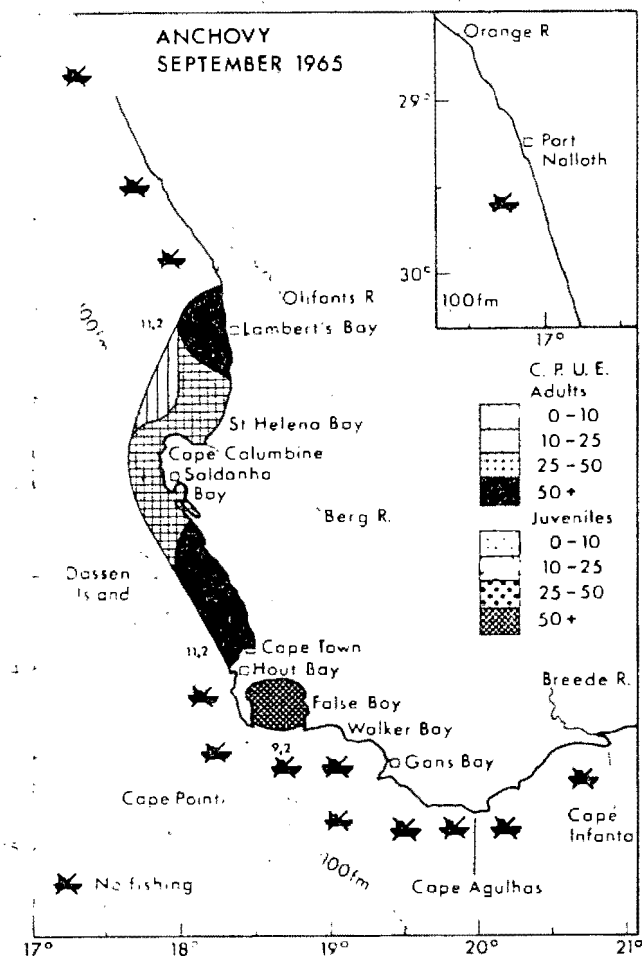 ANCHOVY
SEPTEMBER 1965
Orange R
29°
Port
Nolloth
30°
100fm
17°
Olifants R
100fm
11,2
Lambert's Bay
C. P. U. E.
Adults
0-10
10-25
25-50
50+
Juveniles
0-10
10-25
25-50
50+
St Helena Bay
Cape Columbine
Saldanha
Bay
Berg R.
Dassen
Island
11,2
Cape Town
Hout Bay
False Bay
Walker Bay
Breede R.
9,2
Gans Bay
Cape Point
Cape
Infanta
100fm
No fishing
Cape Agulhas
17°
18°
19°
20°
21°